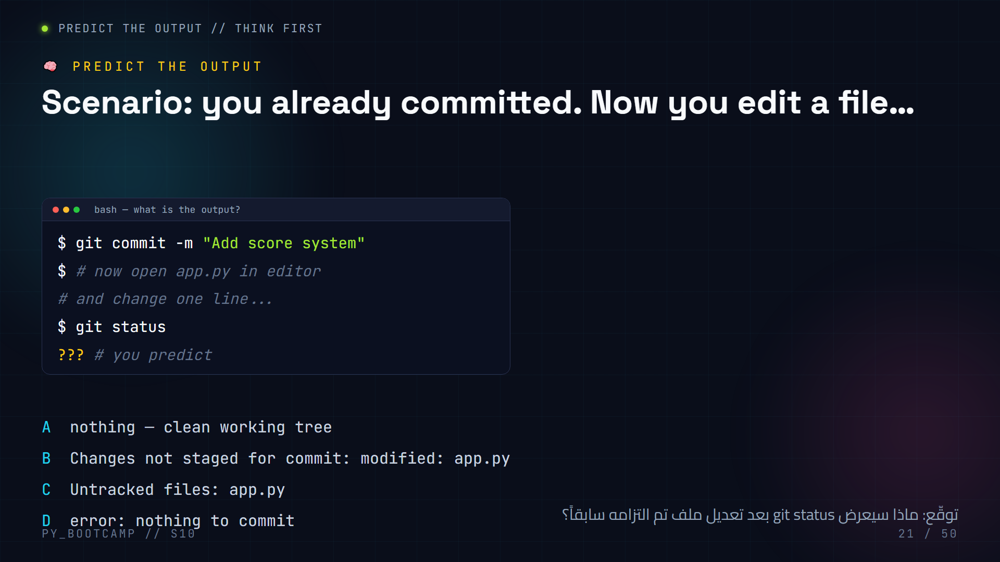 PREDICT THE OUTPUT // THINK FIRST
🧠 PREDICT THE OUTPUT
Scenario: you already committed. Now you edit a file…
bash — what is the output?
$ git commit -m "Add score system"
$ # now open app.py in editor
# and change one line...
$ git status
??? # you predict
A nothing — clean working tree
B Changes not staged for commit: modified: app.py
C Untracked files: app.py
D error: nothing to commit
توقّع: ماذا سيعرض git status بعد تعديل ملف تم التزامه سابقاً؟
PY_BOOTCAMP // S10
21 / 50